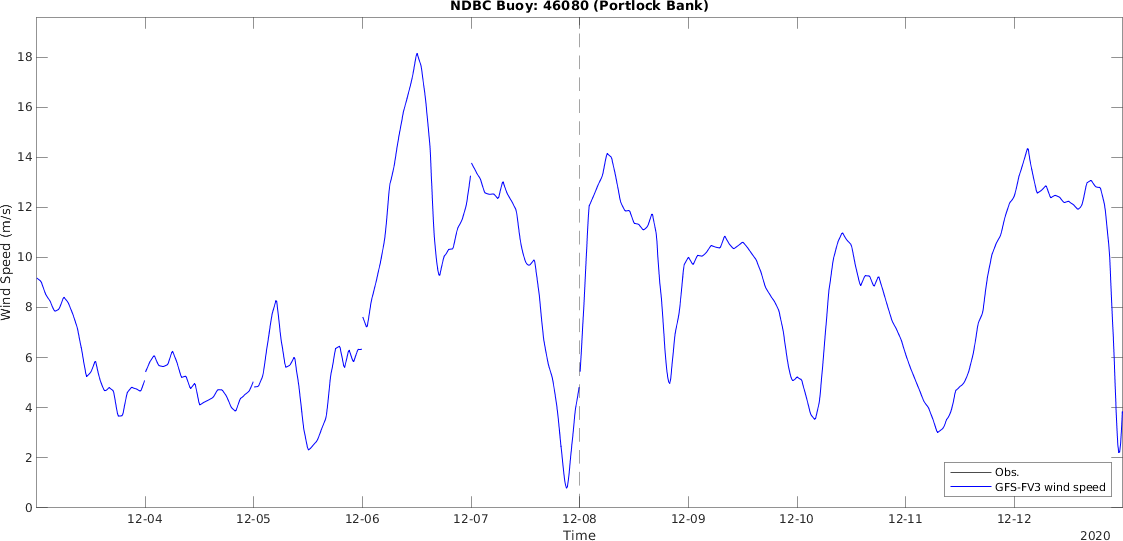 NDBC Buoy: 46080 (Portlock Bank)
18
16
14
12
10
8
6
4
2
0
Wind Speed (m/s)
12-04 12-05 12-06 12-07 12-08 12-09 12-10 12-11 12-12
Time
2020
Obs.
GFS-FV3 wind speed